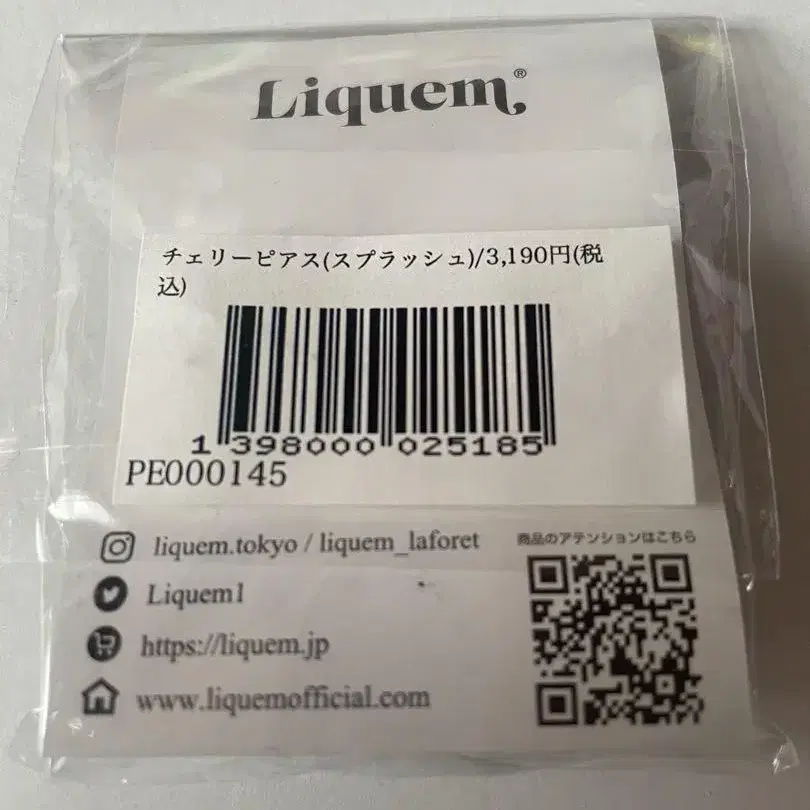 Liquem®
チェリーピアス(スプラッシュ)/3,190円(税
込)
1 398000 025185
PE000145
liquem.tokyo / liquem_laforet
商品のアテンションはこちら
Liquem1
https://liquem.jp
www.liquemofficial.com